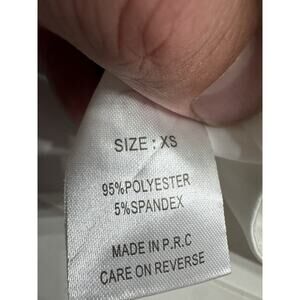 SIZE : XS
95%POLYESTER
5%SPANDEX
MADE IN P.R.C
CARE ON REVERSE